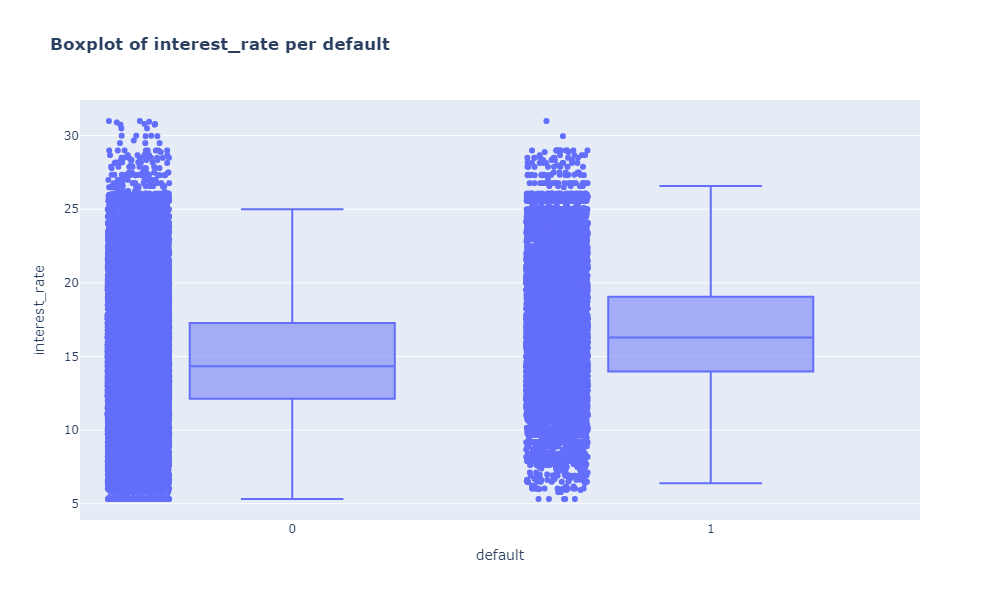 Boxplot of interest_rate per default
30
25
20
15
10
5
interest_rate
0
1
default